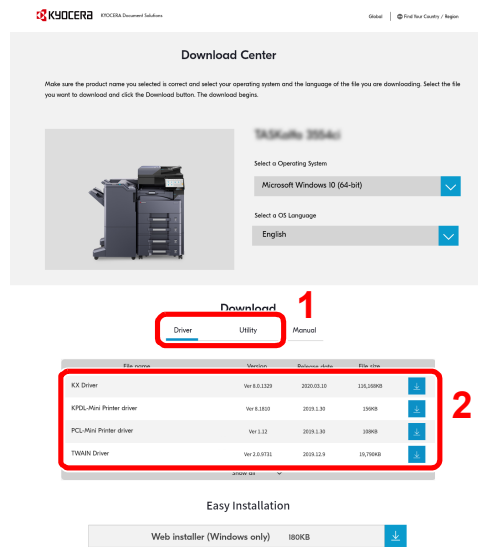 KYOCERA KYOCERA Document Solutions Global Find Your Country / Region
Download Center
Make sure the product name you selected is correct and select your operating system and the language of the file you are downloading. Select the file
you want to download and click the Download button. The download begins.
TASKalfa 3554ci
Select a Operating System
Microsoft Windows 10 (64-bit)
Select a OS Language
English
Download
1
Driver Utility Manual
File name Version Release date File size
KX Driver Ver 8.0.1329 2020.03.10 116,168KB
2
KPDL-Mini Printer driver Ver 8.1810 2019.1.30 156KB
PCL-Mini Printer driver Ver 1.12 2019.1.30 108KB
TWAIN Driver Ver 2.0.9731 2019.12.9 19,790KB
Show all
Easy Installation
Web installer (Windows only) 180KB